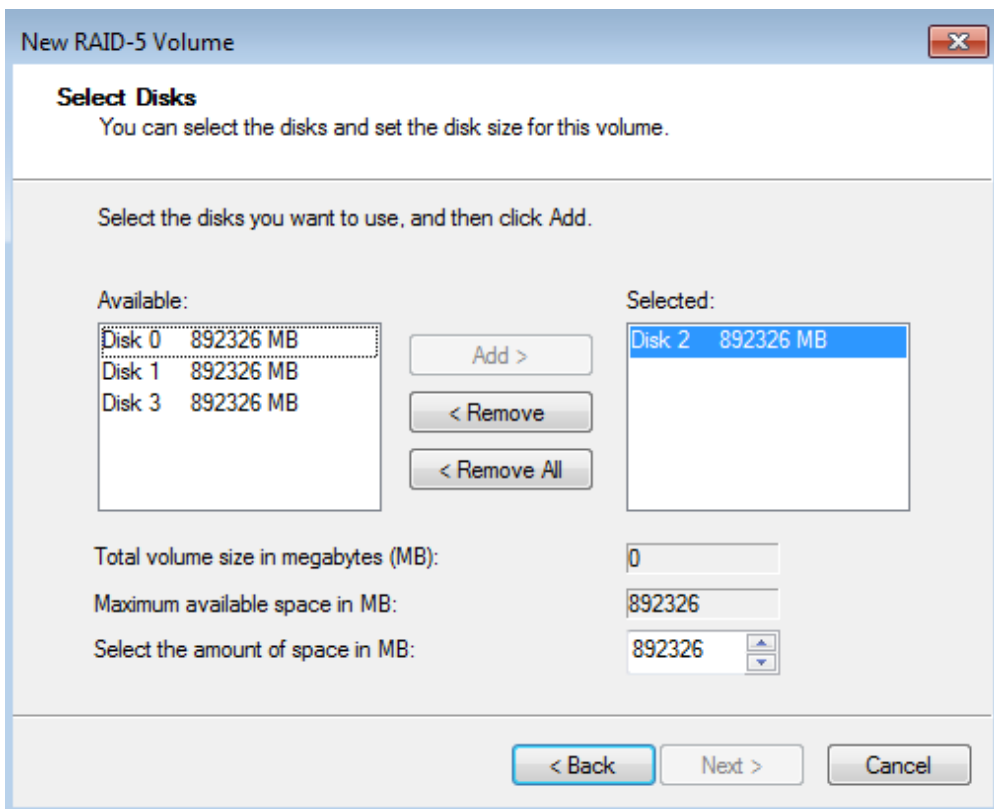 New RAID-5 Volume
Select Disks
You can select the disks and set the disk size for this volume.
Select the disks you want to use, and then click Add.
Available:
Disk 0 892326 MB
Disk 1 892326 MB
Disk 3 892326 MB
Add >
< Remove
< Remove All
Selected:
Disk 2 892326 MB
Total volume size in megabytes (MB): 0
Maximum available space in MB: 892326
Select the amount of space in MB: 892326
< Back Next > Cancel